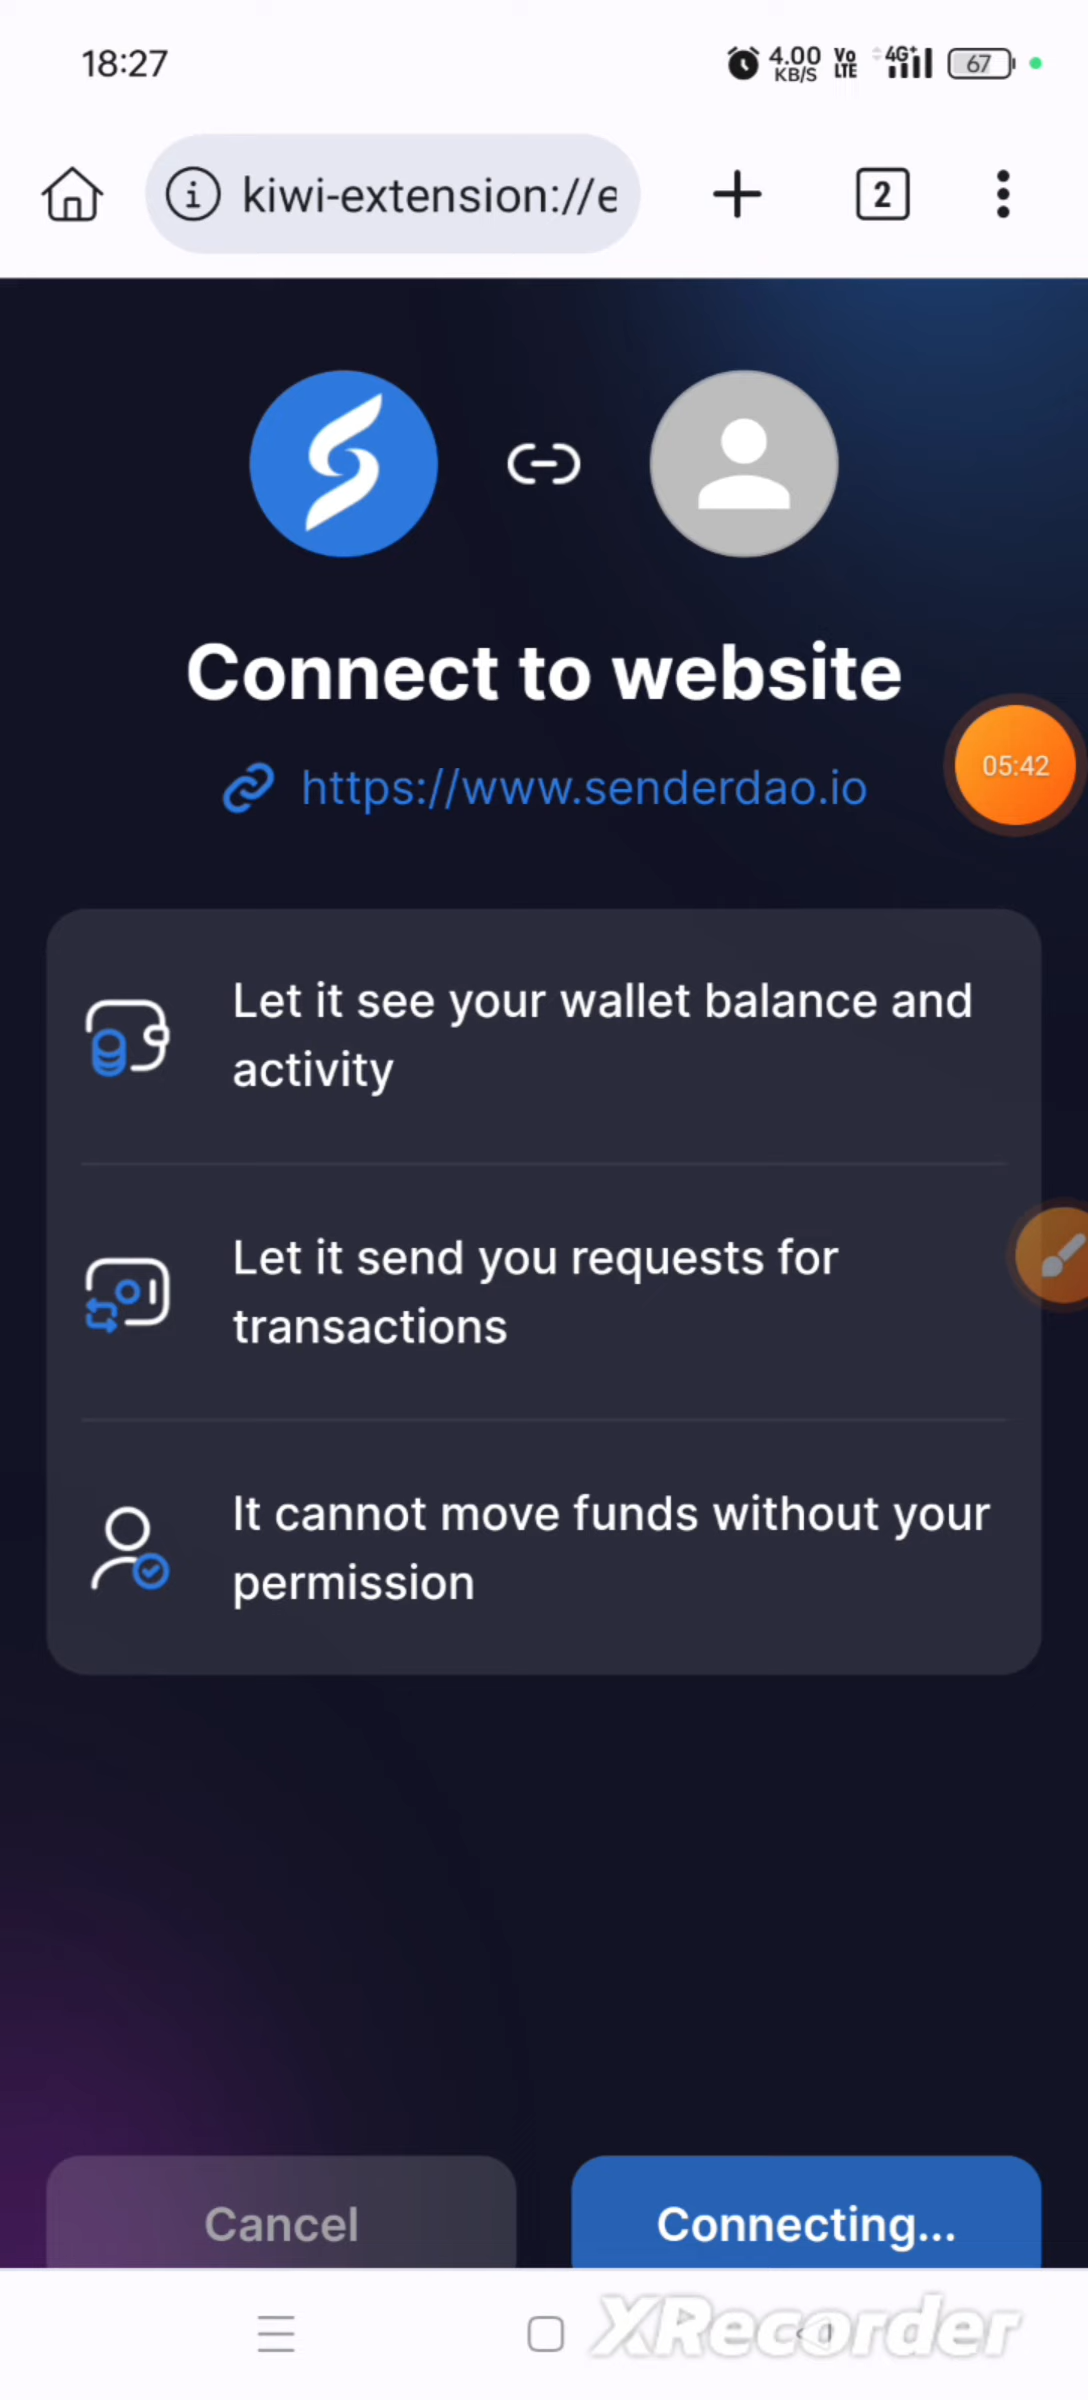 18:27
4.00
KB/S
Vo
LTE
4G+
67
kiwi-extension://e
2
Connect to website
https://www.senderdao.io
05:42
Let it see your wallet balance and
activity
Let it send you requests for
transactions
It cannot move funds without your
permission
Cancel
Connecting...
XRecorder